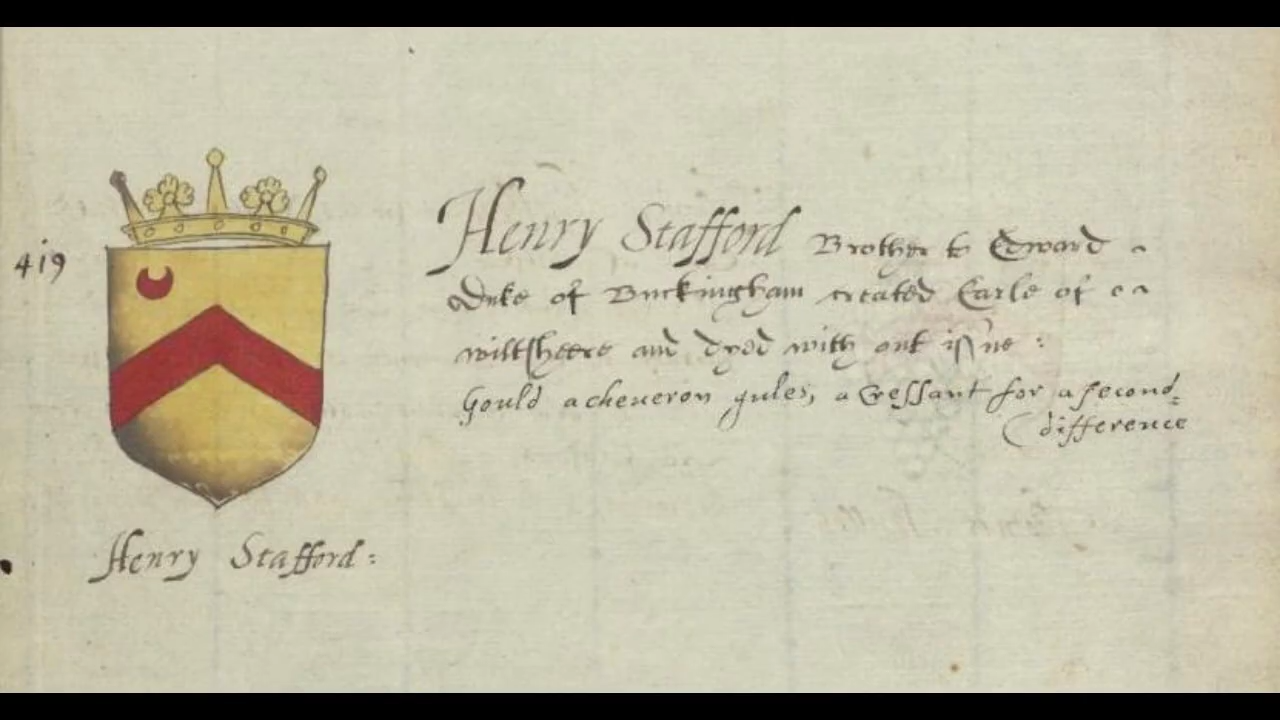 419
Henry Stafford Brother to Edward
Duke of Buckingham created Earle of
wiltsheere and dyed with out issue :
Gould a cheueron gules, a Cressant for a second
difference
Henry Stafford :